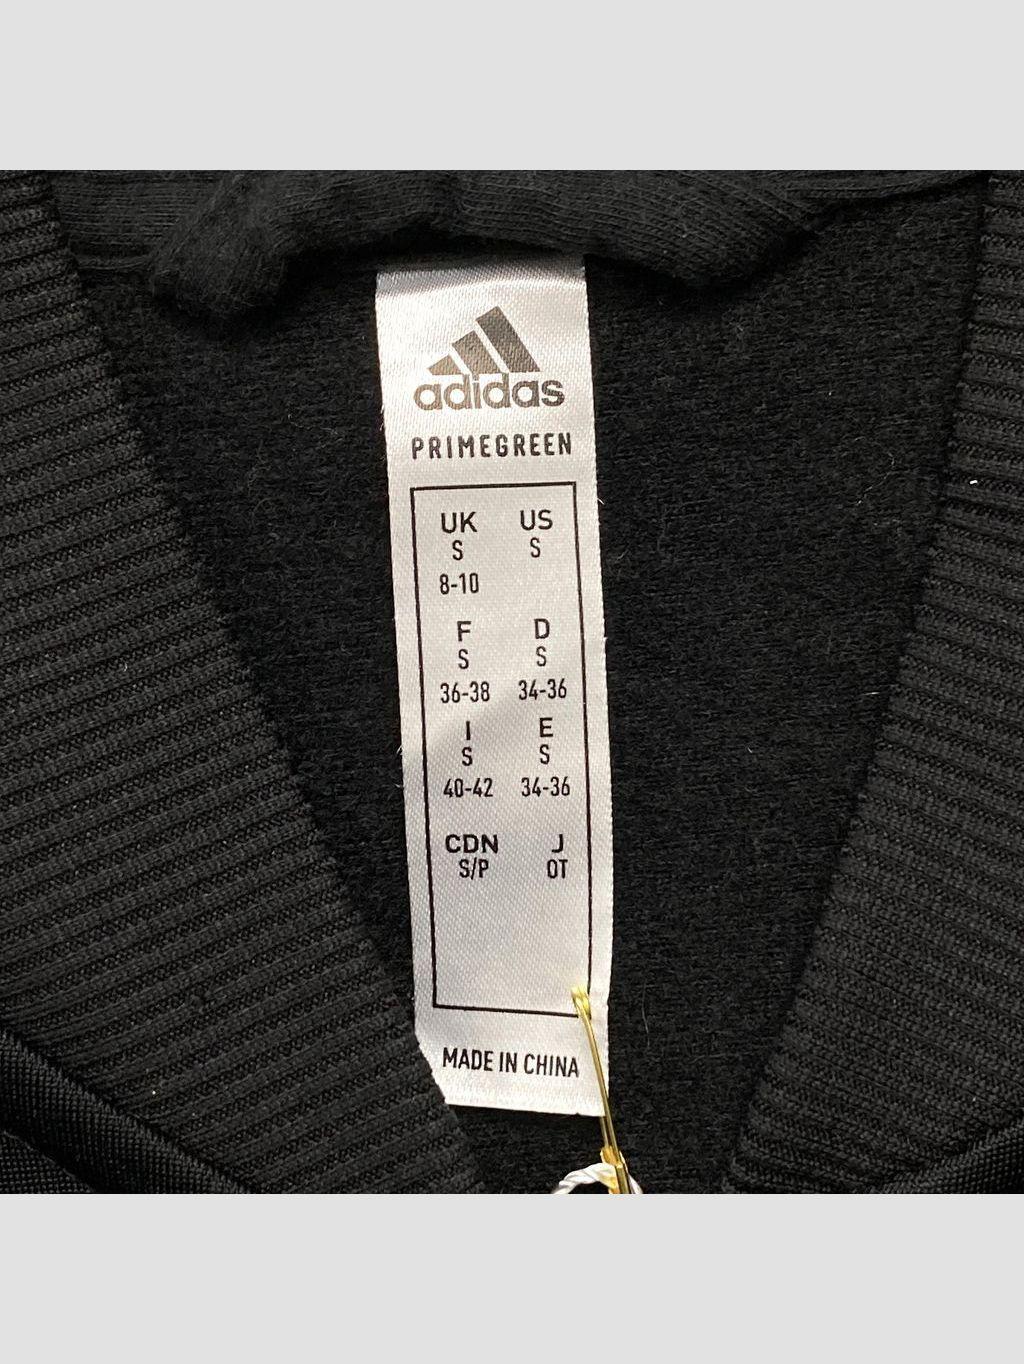 adidas
PRIMEGREEN
UK US
S S
8-10
F D
S S
36-38 34-36
I E
S S
40-42 34-36
CDN J
S/P OT
MADE IN CHINA